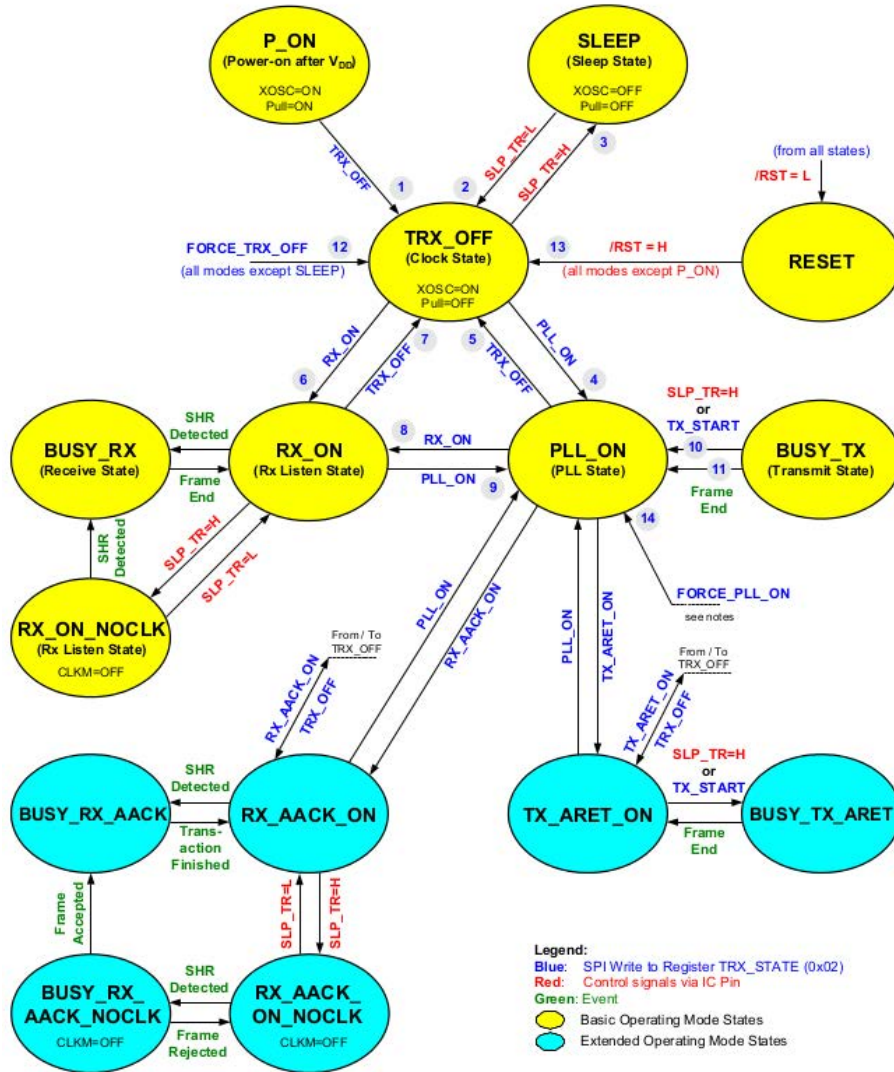 P_ON
(Power-on after VDD)
XOSC=ON
Pull=ON
SLEEP
(Sleep State)
XOSC=OFF
Pull=OFF
TRX_OFF
1
2
SLP_TR=L
SLP_TR=H
3
(from all states)
/RST = L
FORCE_TRX_OFF
12
(all modes except SLEEP)
TRX_OFF
(Clock State)
XOSC=ON
Pull=OFF
13
/RST = H
(all modes except P_ON)
RESET
6
RX_ON
TRX_OFF
7
5
TRX_OFF
PLL_ON
4
BUSY_RX
(Receive State)
SHR
Detected
Frame
End
RX_ON
(Rx Listen State)
8
RX_ON
PLL_ON
9
PLL_ON
(PLL State)
SLP_TR=H
or
TX_START
10
11
Frame
End
BUSY_TX
(Transmit State)
14
SHR
Detected
SLP_TR=H
SLP_TR=L
FORCE_PLL_ON
see notes
RX_ON_NOCLK
(Rx Listen State)
CLKM=OFF
PLL_ON
RX_AACK_ON
PLL_ON
TX_ARET_ON
From / To
TRX_OFF
RX_AACK_ON
TRX_OFF
From / To
TRX_OFF
TX_ARET_ON
TRX_OFF
BUSY_RX_AACK
SHR
Detected
Trans-
action
Finished
RX_AACK_ON
TX_ARET_ON
SLP_TR=H
or
TX_START
Frame
End
BUSY_TX_ARET
Frame
Accepted
SLP_TR=L
SLP_TR=H
BUSY_RX_
AACK_NOCLK
CLKM=OFF
SHR
Detected
Frame
Rejected
RX_AACK_
ON_NOCLK
CLKM=OFF
Legend:
Blue: SPI Write to Register TRX_STATE (0x02)
Red: Control signals via IC Pin
Green: Event
Basic Operating Mode States
Extended Operating Mode States